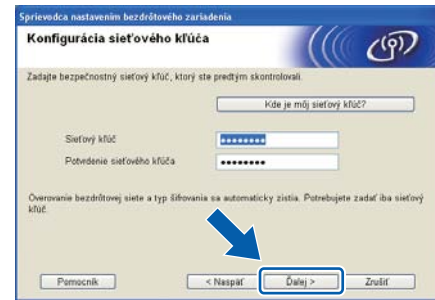 Sprievodca nastavením bezdrôtového zariadenia
Konfigurácia sieťového kľúča
Zadajte bezpečnostný sieťový kľúč, ktorý ste predtým skontrolovali.
Kde je môj sieťový kľúč?
Sieťový kľúč
Potvrdenie sieťového kľúča
Overovanie bezdrôtovej siete a typ šifrovania sa automaticky zistia. Potrebujete zadať iba sieťový
kľúč.
Pomocník < Naspäť Ďalej > Zrušiť